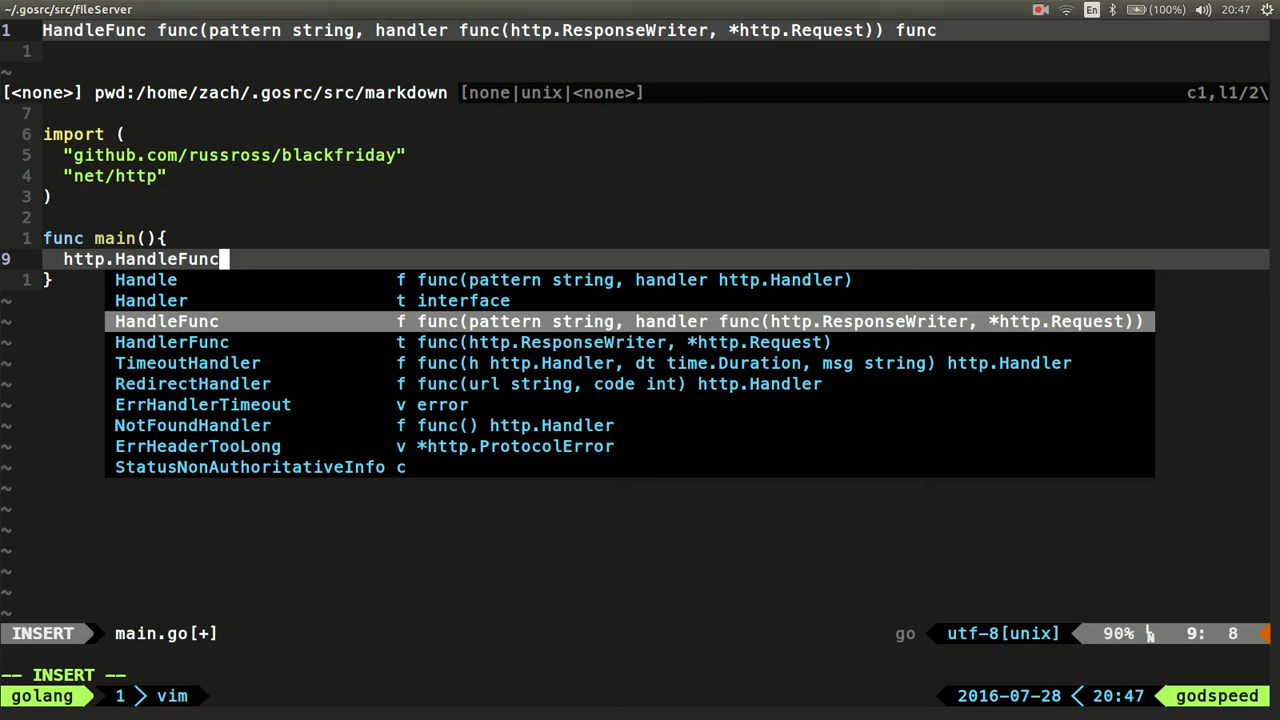 ~/.gosrc/src/fileServer En (100%) 20:47
1 HandleFunc func(pattern string, handler func(http.ResponseWriter, *http.Request)) func
1
~
[<none>] pwd:/home/zach/.gosrc/src/markdown [none|unix|<none>] c1,l1/2\
7
6 import (
5 "github.com/russross/blackfriday"
4 "net/http"
3 )
2
1 func main(){
9 http.HandleFunc
1 }
Handle f func(pattern string, handler http.Handler)
~ Handler t interface
~ HandleFunc f func(pattern string, handler func(http.ResponseWriter, *http.Request))
~ HandlerFunc t func(http.ResponseWriter, *http.Request)
~ TimeoutHandler f func(h http.Handler, dt time.Duration, msg string) http.Handler
~ RedirectHandler f func(url string, code int) http.Handler
~ ErrHandlerTimeout v error
~ NotFoundHandler f func() http.Handler
~ ErrHeaderTooLong v *http.ProtocolError
~ StatusNonAuthoritativeInfo c
~
~
~
~
~
~
~
INSERT main.go[+] go utf-8[unix] 90% LN 9: 8
-- INSERT --
golang 1 vim 2016-07-28 20:47 godspeed